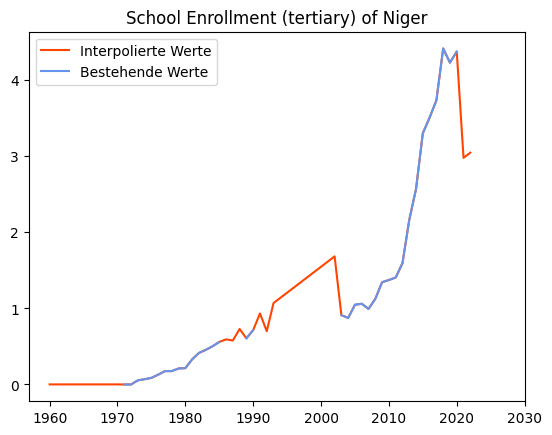 School Enrollment (tertiary) of Niger
Interpolierte Werte
Bestehende Werte
4
3
2
1
0
1960 1970 1980 1990 2000 2010 2020 2030